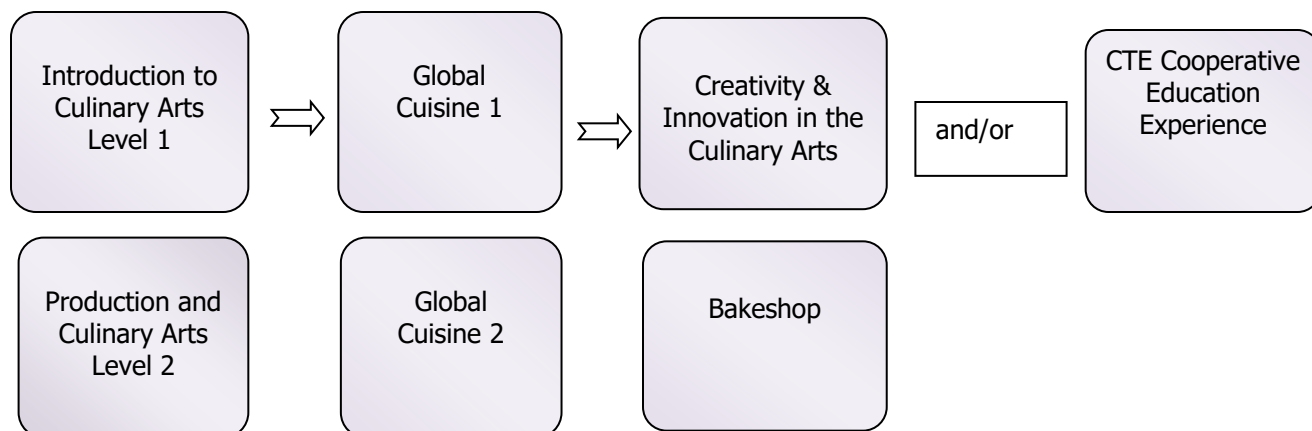 Introduction to
Culinary Arts
Level 1
Global
Cuisine 1
Creativity &
Innovation in the
Culinary Arts
and/or
CTE Cooperative
Education
Experience
Production and
Culinary Arts
Level 2
Global
Cuisine 2
Bakeshop